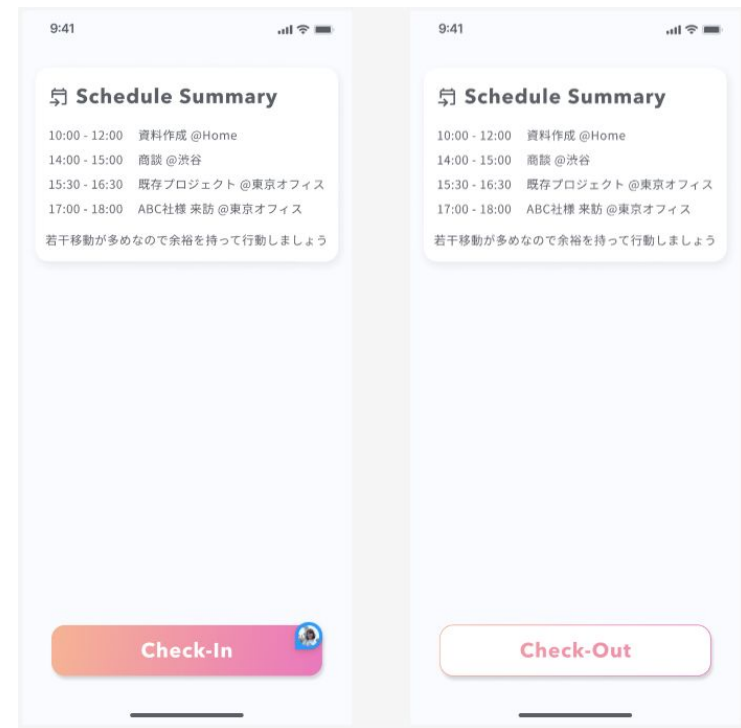 9:41
Schedule Summary
10:00 - 12:00 資料作成 @Home
14:00 - 15:00 商談 @渋谷
15:30 - 16:30 既存プロジェクト @東京オフィス
17:00 - 18:00 ABC社様 来訪 @東京オフィス
若干移動が多めなので余裕を持って行動しましょう
Check-In
9:41
Schedule Summary
10:00 - 12:00 資料作成 @Home
14:00 - 15:00 商談 @渋谷
15:30 - 16:30 既存プロジェクト @東京オフィス
17:00 - 18:00 ABC社様 来訪 @東京オフィス
若干移動が多めなので余裕を持って行動しましょう
Check-Out